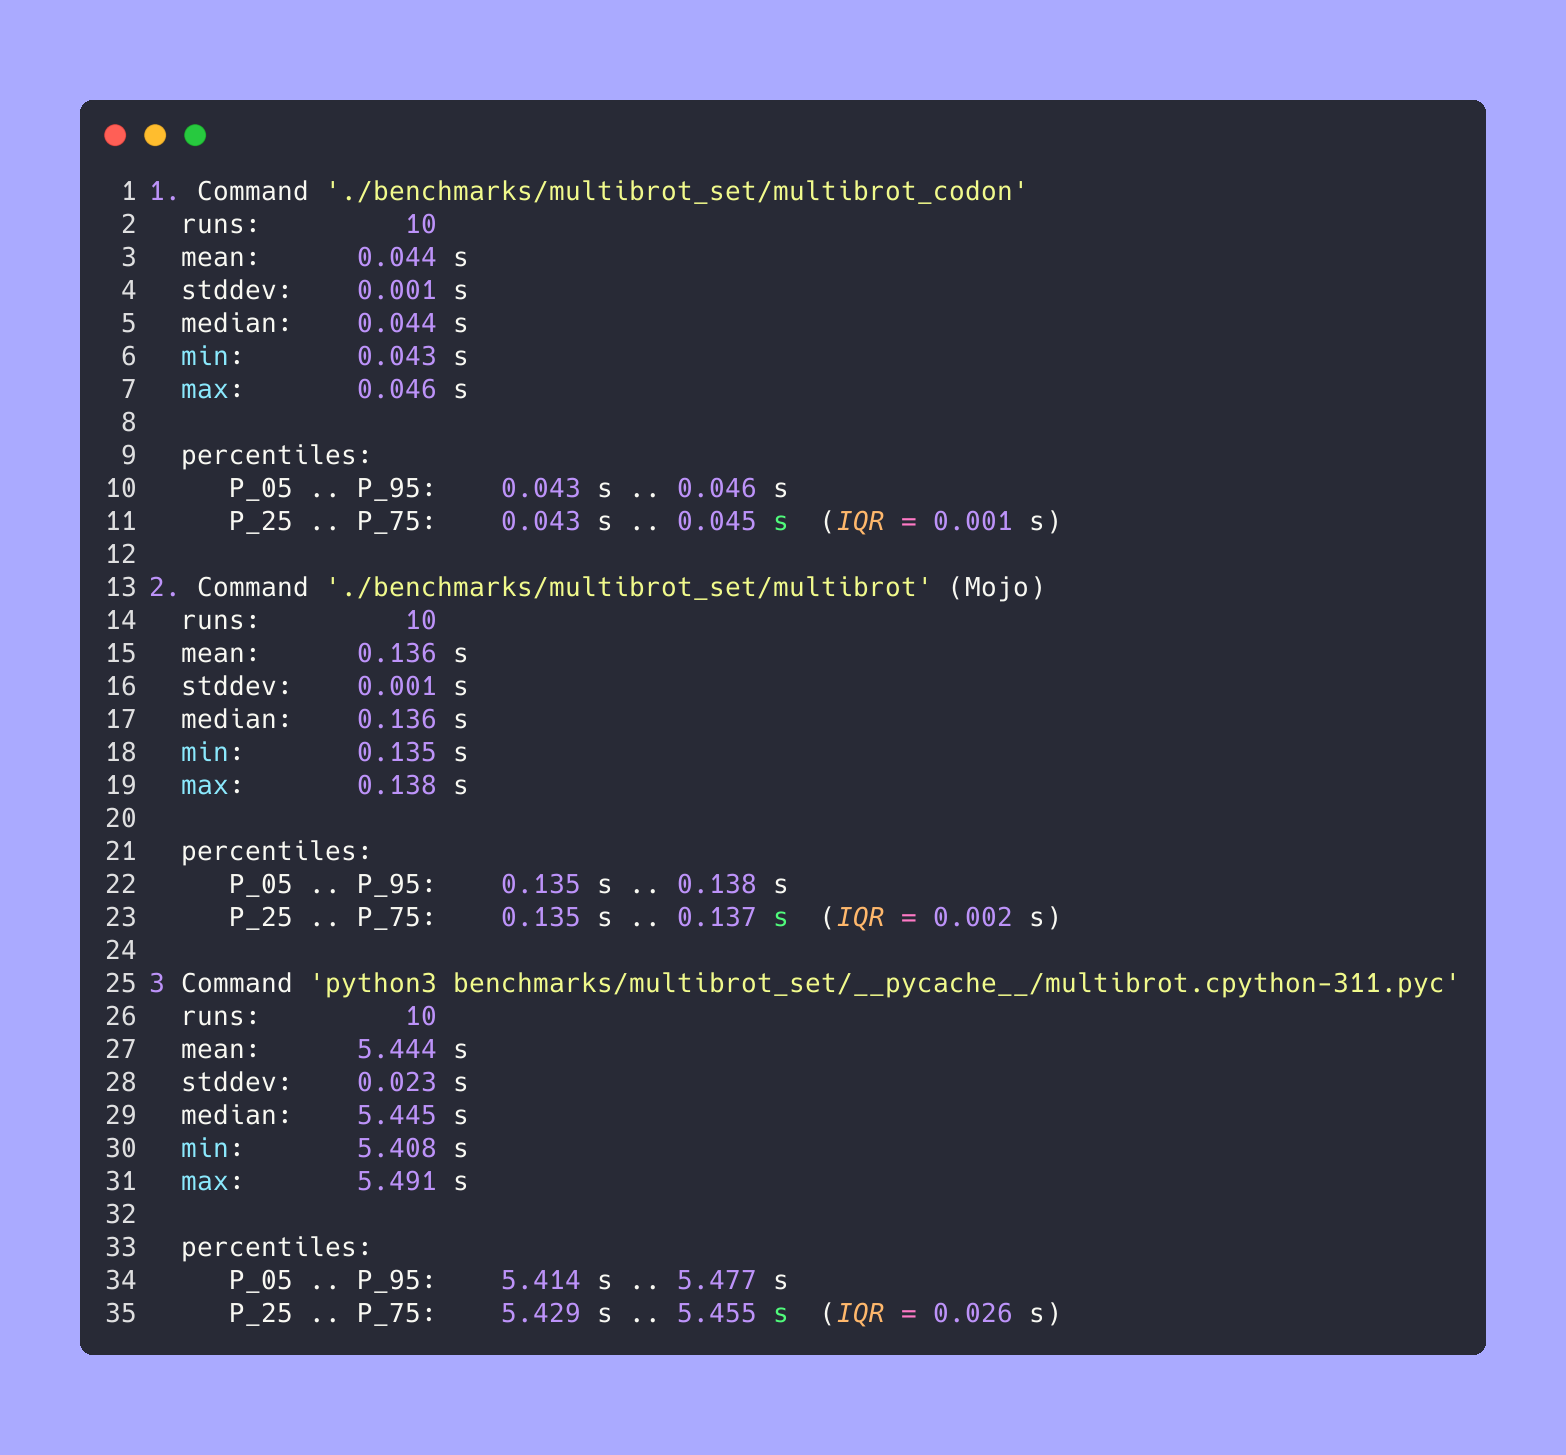 1 1. Command './benchmarks/multibrot_set/multibrot_codon'
2 runs: 10
3 mean: 0.044 s
4 stddev: 0.001 s
5 median: 0.044 s
6 min: 0.043 s
7 max: 0.046 s
8
9 percentiles:
10 P_05 .. P_95: 0.043 s .. 0.046 s
11 P_25 .. P_75: 0.043 s .. 0.045 s (IQR = 0.001 s)
12
13 2. Command './benchmarks/multibrot_set/multibrot' (Mojo)
14 runs: 10
15 mean: 0.136 s
16 stddev: 0.001 s
17 median: 0.136 s
18 min: 0.135 s
19 max: 0.138 s
20
21 percentiles:
22 P_05 .. P_95: 0.135 s .. 0.138 s
23 P_25 .. P_75: 0.135 s .. 0.137 s (IQR = 0.002 s)
24
25 3 Command 'python3 benchmarks/multibrot_set/__pycache__/multibrot.cpython-311.pyc'
26 runs: 10
27 mean: 5.444 s
28 stddev: 0.023 s
29 median: 5.445 s
30 min: 5.408 s
31 max: 5.491 s
32
33 percentiles:
34 P_05 .. P_95: 5.414 s .. 5.477 s
35 P_25 .. P_75: 5.429 s .. 5.455 s (IQR = 0.026 s)